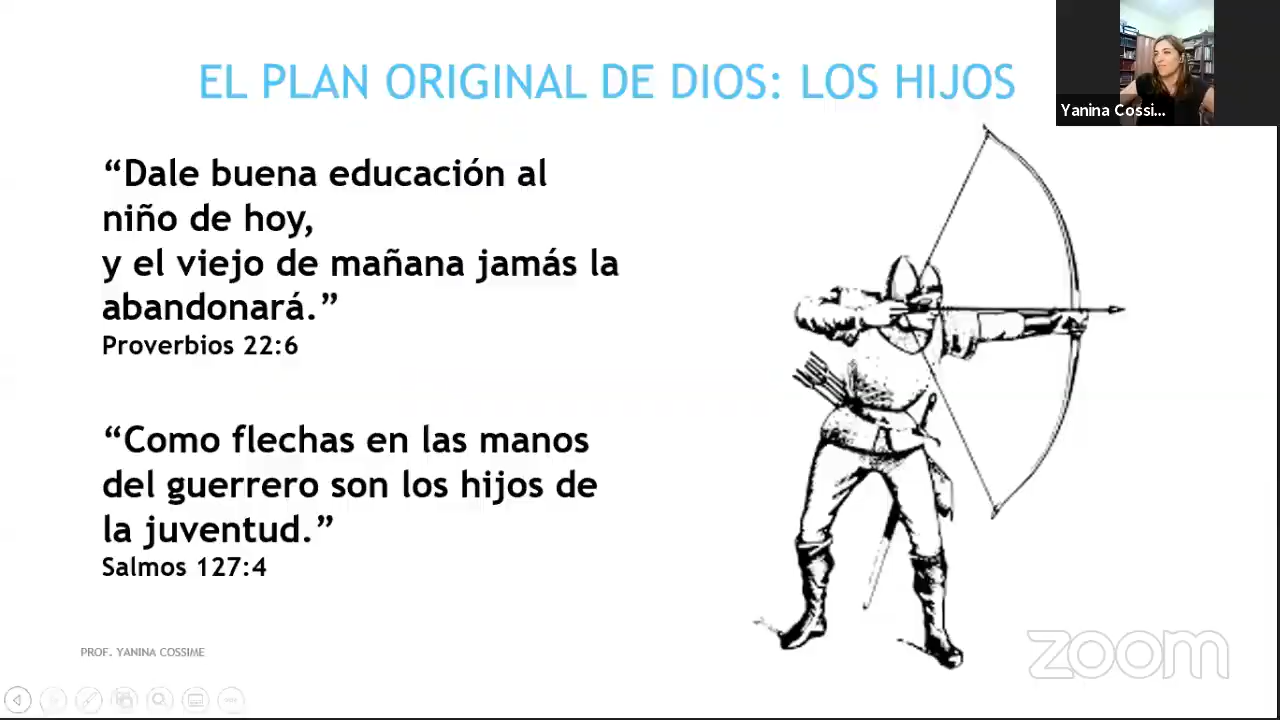 EL PLAN ORIGINAL DE DIOS: LOS HIJOS
Yanina Cossi...
“Dale buena educación al
niño de hoy,
y el viejo de mañana jamás la
abandonará.”
Proverbios 22:6
“Como flechas en las manos
del guerrero son los hijos de
la juventud.”
Salmos 127:4
PROF. YANINA COSSIME
zoom